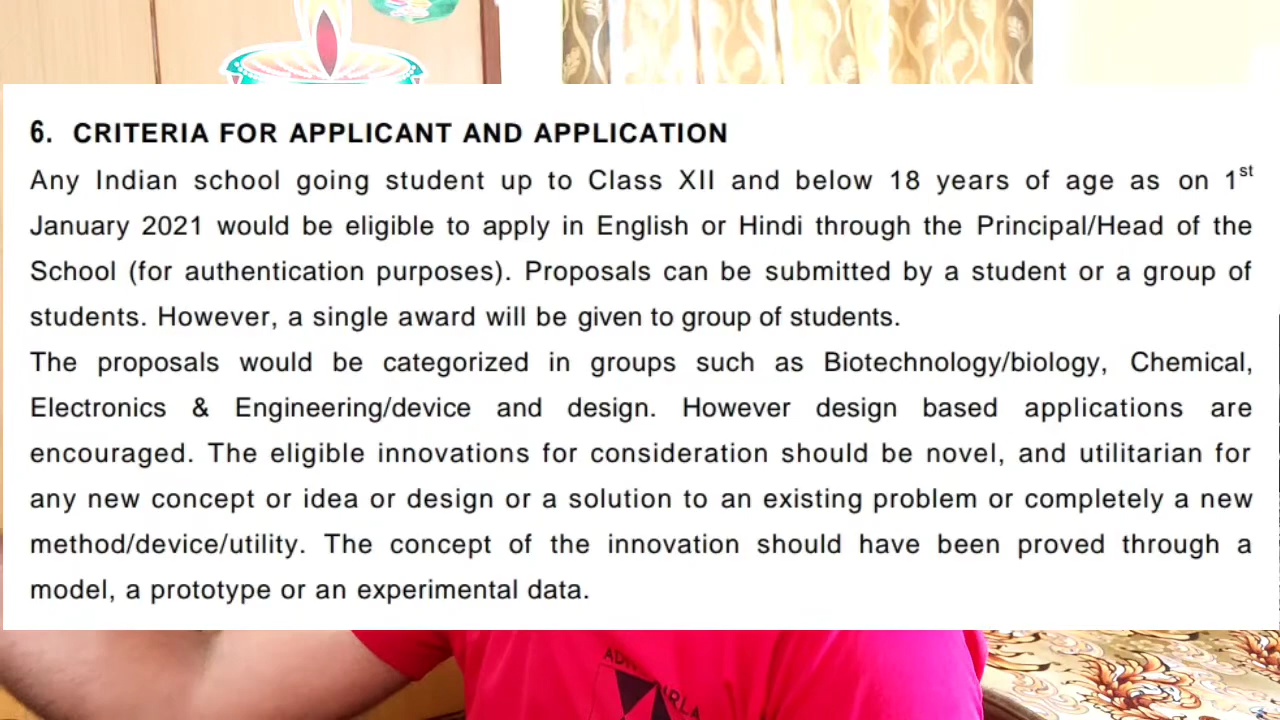 6. CRITERIA FOR APPLICANT AND APPLICATION
Any Indian school going student up to Class XII and below 18 years of age as on 1st
January 2021 would be eligible to apply in English or Hindi through the Principal/Head of the
School (for authentication purposes). Proposals can be submitted by a student or a group of
students. However, a single award will be given to group of students.
The proposals would be categorized in groups such as Biotechnology/biology, Chemical,
Electronics & Engineering/device and design. However design based applications are
encouraged. The eligible innovations for consideration should be novel, and utilitarian for
any new concept or idea or design or a solution to an existing problem or completely a new
method/device/utility. The concept of the innovation should have been proved through a
model, a prototype or an experimental data.